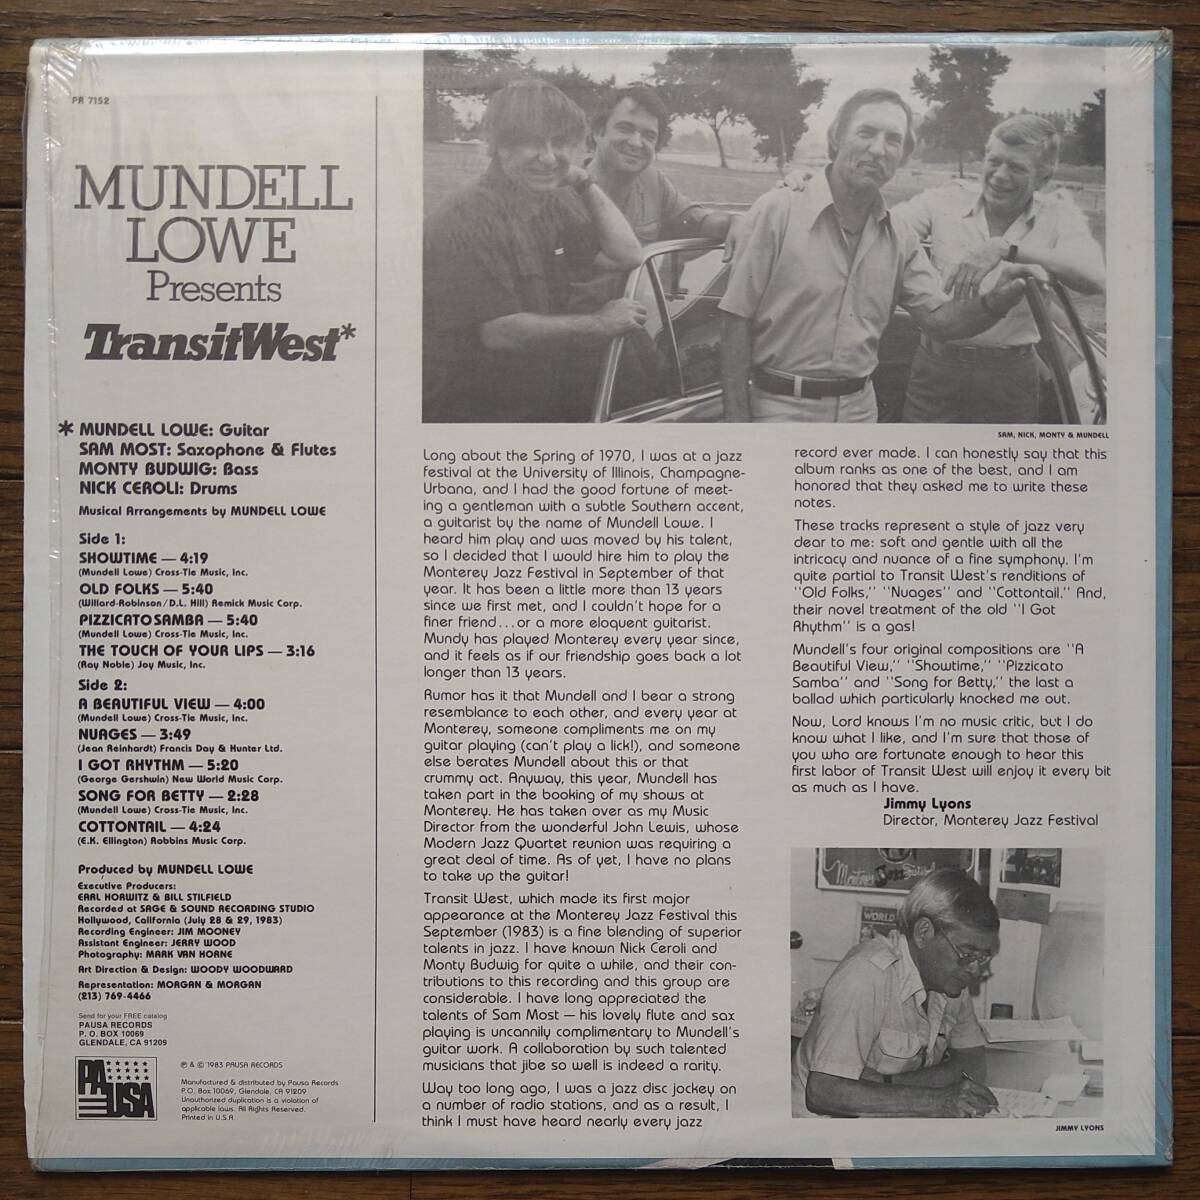 PR 7152
MUNDELL
LOWE
Presents
TransitWest*
* MUNDELL LOWE: Guitar
SAM MOST: Saxophone & Flutes
MONTY BUDWIG: Bass
NICK CEROLI: Drums
Musical Arrangements by MUNDELL LOWE
Side 1:
SHOWTIME — 4:19
(Mundell Lowe) Cross-Tie Music, Inc.
OLD FOLKS — 5:40
(Willard-Robinson/D.L. Hill) Remick Music Corp.
PIZZICATO SAMBA — 5:40
(Mundell Lowe) Cross-Tie Music, Inc.
THE TOUCH OF YOUR LIPS — 3:16
(Ray Noble) Joy Music, Inc.
Side 2:
A BEAUTIFUL VIEW — 4:00
(Mundell Lowe) Cross-Tie Music, Inc.
NUAGES — 3:49
(Jean Reinhardt) Francis Day & Hunter Ltd.
I GOT RHYTHM — 5:20
(George Gershwin) New World Music Corp.
SONG FOR BETTY — 2:28
(Mundell Lowe) Cross-Tie Music, Inc.
COTTONTAIL — 4:24
(E.K. Ellington) Robbins Music Corp.
Produced by MUNDELL LOWE
Executive Producers:
EARL HORWITZ & BILL STILFIELD
Recorded at SAGE & SOUND RECORDING STUDIO
Hollywood, California (July 28 & 29, 1983)
Recording Engineer: JIM MOONEY
Assistant Engineer: JERRY WOOD
Photography: MARK VAN HORNE
Art Direction & Design: WOODY WOODWARD
Representation: MORGAN & MORGAN
(213) 769-4466
Send for your FREE catalog
PAUSA RECORDS
P. O. BOX 10069
GLENDALE, CA 91209
PAUSA
℗ & © 1983 PAUSA RECORDS
Manufactured & distributed by Pausa Records
P.O. Box 10069, Glendale, CA 91209
Unauthorized duplication is a violation of
applicable laws. All Rights Reserved.
Printed in U.S.A.
SAM, NICK, MONTY & MUNDELL
Long about the Spring of 1970, I was at a jazz
festival at the University of Illinois, Champagne-
Urbana, and I had the good fortune of meet-
ing a gentleman with a subtle Southern accent,
a guitarist by the name of Mundell Lowe. I
heard him play and was moved by his talent,
so I decided that I would hire him to play the
Monterey Jazz Festival in September of that
year. It has been a little more than 13 years
since we first met, and I couldn't hope for a
finer friend...or a more eloquent guitarist.
Mundy has played Monterey every year since,
and it feels as if our friendship goes back a lot
longer than 13 years.
Rumor has it that Mundell and I bear a strong
resemblance to each other, and every year at
Monterey, someone compliments me on my
guitar playing (can't play a lick!), and someone
else berates Mundell about this or that
crummy act. Anyway, this year, Mundell has
taken part in the booking of my shows at
Monterey. He has taken over as my Music
Director from the wonderful John Lewis, whose
Modern Jazz Quartet reunion was requiring a
great deal of time. As of yet, I have no plans
to take up the guitar!
Transit West, which made its first major
appearance at the Monterey Jazz Festival this
September (1983) is a fine blending of superior
talents in jazz. I have known Nick Ceroli and
Monty Budwig for quite a while, and their con-
tributions to this recording and this group are
considerable. I have long appreciated the
talents of Sam Most — his lovely flute and sax
playing is uncannily complimentary to Mundell's
guitar work. A collaboration by such talented
musicians that jibe so well is indeed a rarity.
Way too long ago, I was a jazz disc jockey on
a number of radio stations, and as a result, I
think I must have heard nearly every jazz
record ever made. I can honestly say that this
album ranks as one of the best, and I am
honored that they asked me to write these
notes.
These tracks represent a style of jazz very
dear to me: soft and gentle with all the
intricacy and nuance of a fine symphony. I'm
quite partial to Transit West's renditions of
"Old Folks," "Nuages" and "Cottontail." And,
their novel treatment of the old "I Got
Rhythm" is a gas!
Mundell's four original compositions are "A
Beautiful View," "Showtime," "Pizzicato
Samba" and "Song for Betty," the last a
ballad which particularly knocked me out.
Now, Lord knows I'm no music critic, but I do
know what I like, and I'm sure that those of
you who are fortunate enough to hear this
first labor of Transit West will enjoy it every bit
as much as I have.
Jimmy Lyons
Director, Monterey Jazz Festival
WORLD
JIMMY LYONS